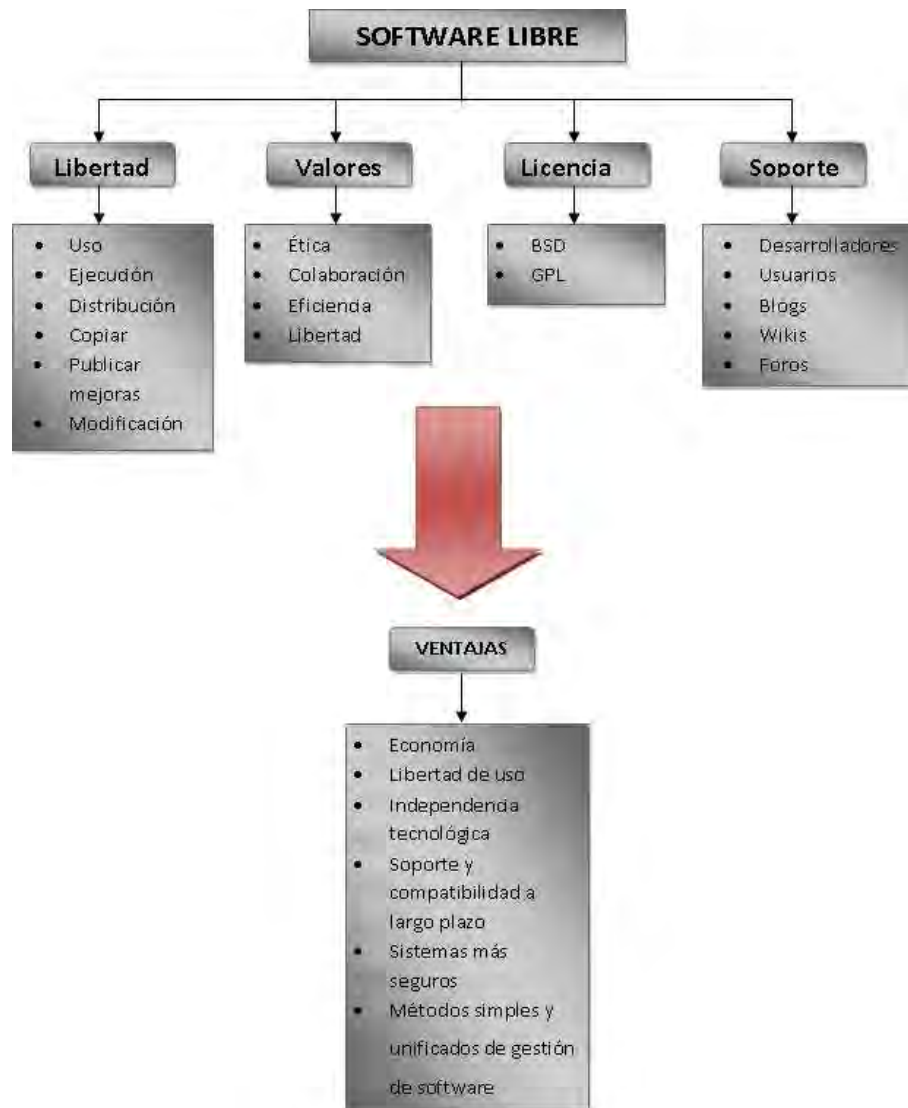 SOFTWARE LIBRE
Libertad
Valores
Licencia
Soporte
• Uso
• Ejecución
• Distribución
• Copiar
• Publicar
mejoras
• Modificación
• Ética
• Colaboración
• Eficiencia
• Libertad
• BSD
• GPL
• Desarrolladores
• Usuarios
• Blogs
• Wikis
• Foros
VENTAJAS
• Economía
• Libertad de uso
• Independencia
tecnológica
• Soporte y
compatibilidad a
largo plazo
• Sistemas más
seguros
• Métodos simples y
unificados de gestión
de software